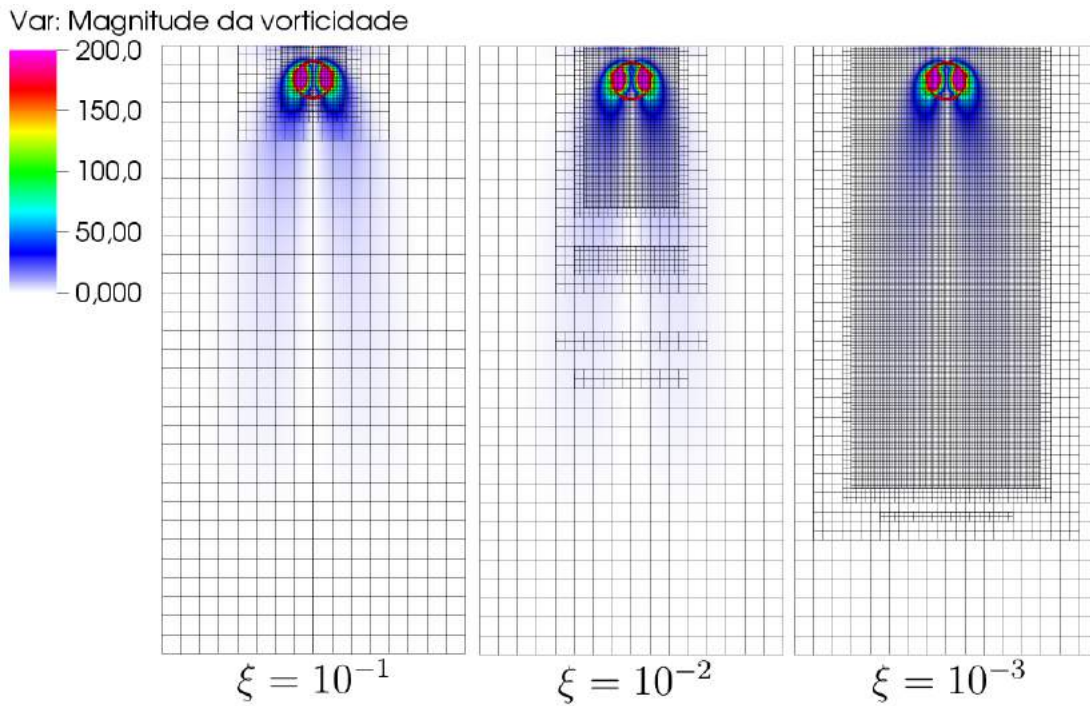 Var: Magnitude da vorticidade
200,0
150,0
100,0
50,00
0,000
ξ = 10⁻¹
ξ = 10⁻²
ξ = 10⁻³